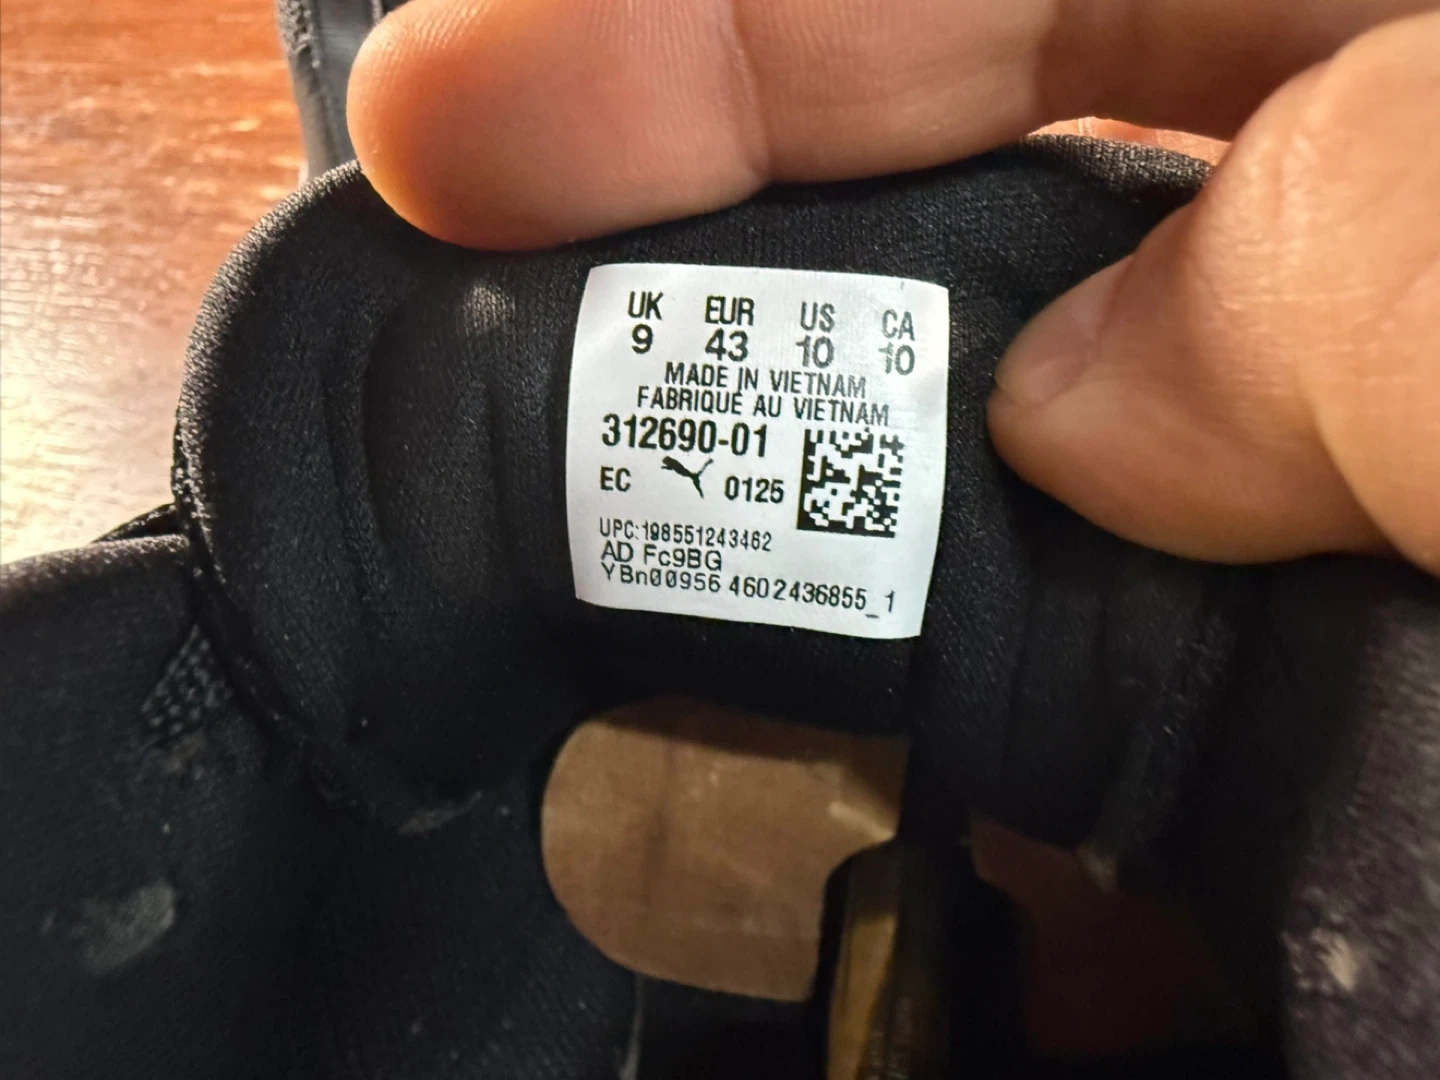 UK EUR US CA
9 43 10 10
MADE IN VIETNAM
FABRIQUE AU VIETNAM
312690-01
EC 0125
UPC:198551243462
AD Fc9BG
YBn00956 4602436855_1